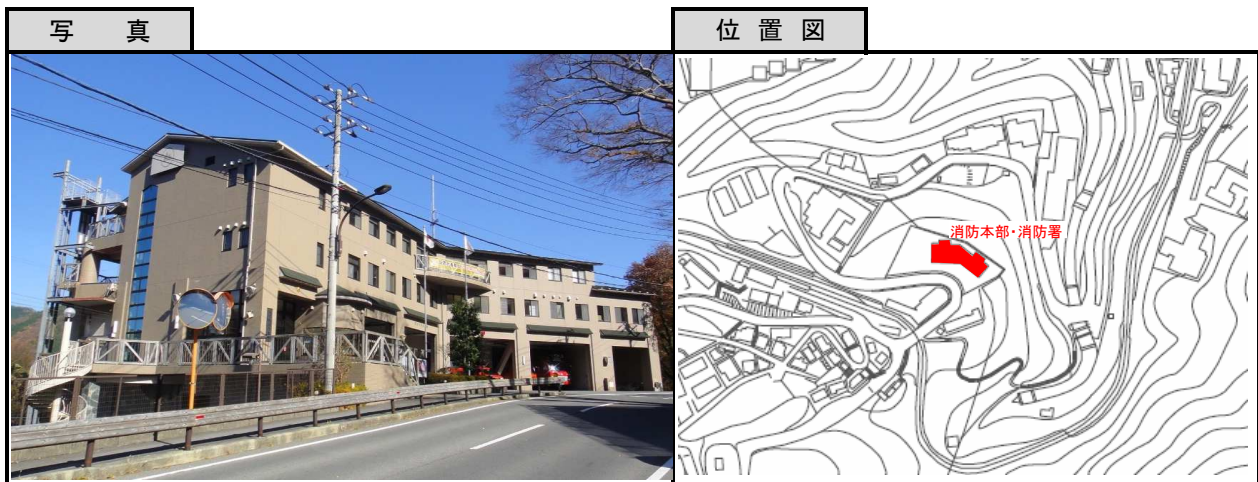 写 真
位 置 図
消防本部・消防署